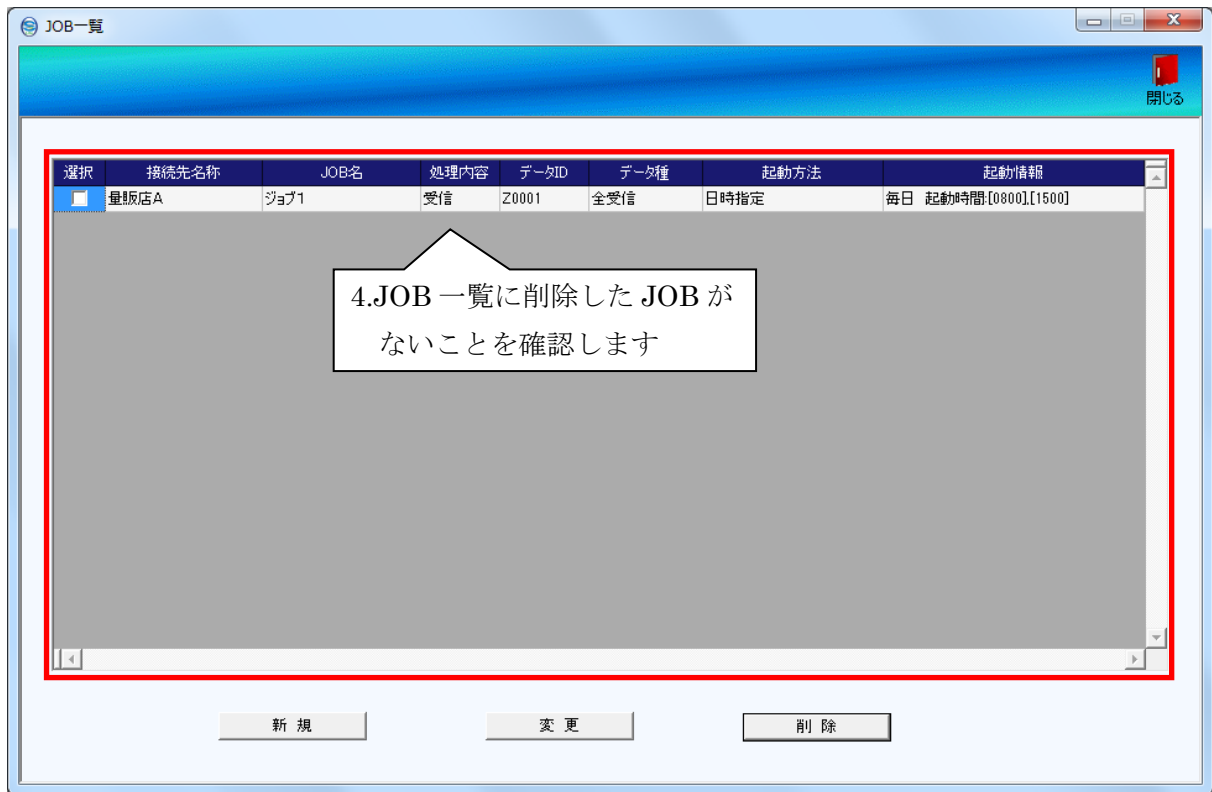 JOB一覧
閉じる
選択 接続先名称 JOB名 処理内容 データID データ種 起動方法 起動情報
量販店A ジョブ1 受信 Z0001 全受信 日時指定 毎日 起動時間:[0800],[1500]
4.JOB 一覧に削除した JOB が
ないことを確認します
新 規 変 更 削 除